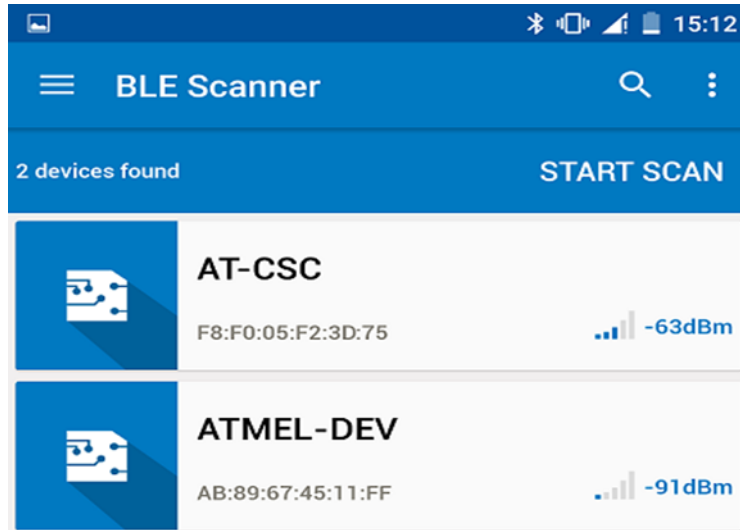 15:12
BLE Scanner
2 devices found START SCAN
AT-CSC
F8:F0:05:F2:3D:75 -63dBm
ATMEL-DEV
AB:89:67:45:11:FF -91dBm